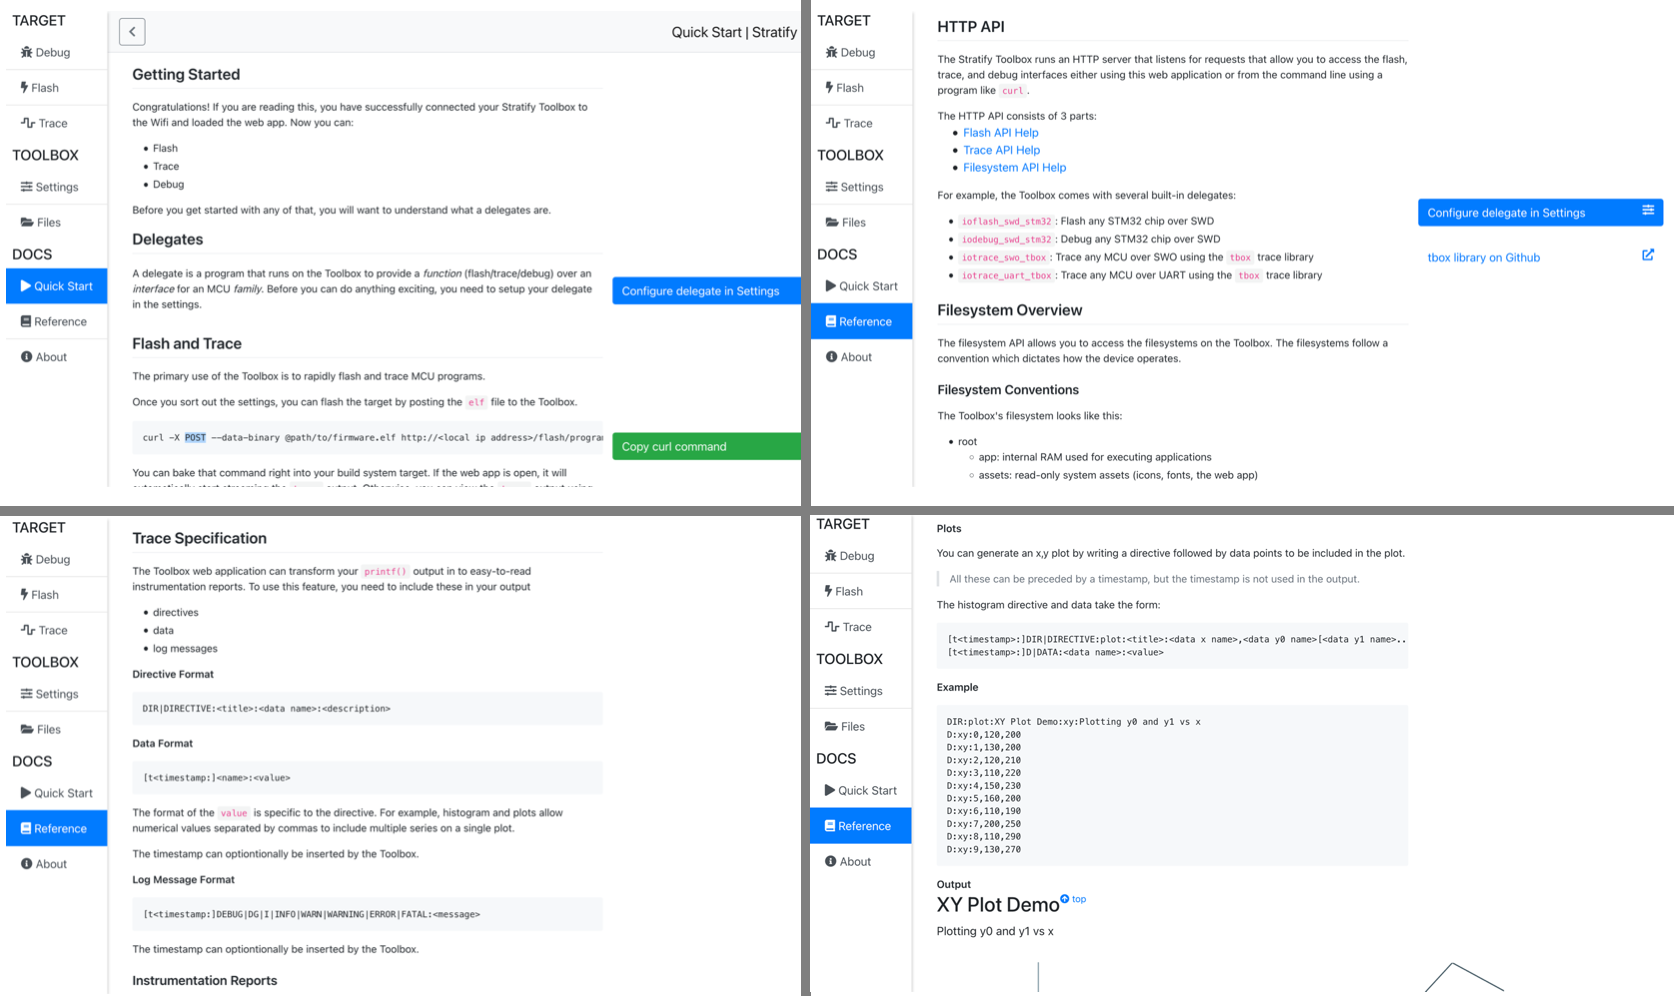 TARGET
Debug
Flash
Trace
TOOLBOX
Settings
Files
DOCS
Quick Start
Reference
About
Quick Start | Stratify
Getting Started
Congratulations! If you are reading this, you have successfully connected your Stratify Toolbox to
the Wifi and loaded the web app. Now you can:
• Flash
• Trace
• Debug
Before you get started with any of that, you will want to understand what a delegates are.
Delegates
A delegate is a program that runs on the Toolbox to provide a function (flash/trace/debug) over an
interface for an MCU family. Before you can do anything exciting, you need to setup your delegate
in the settings.
Configure delegate in Settings
Flash and Trace
The primary use of the Toolbox is to rapidly flash and trace MCU programs.
Once you sort out the settings, you can flash the target by posting the elf file to the Toolbox.
curl -X POST --data-binary @path/to/firmware.elf http://<local ip address>/flash/program
Copy curl command
You can bake that command right into your build system target. If the web app is open, it will
TARGET
Debug
Flash
Trace
TOOLBOX
Settings
Files
DOCS
Quick Start
Reference
About
HTTP API
The Stratify Toolbox runs an HTTP server that listens for requests that allow you to access the flash,
trace, and debug interfaces either using this web application or from the command line using a
program like curl.
The HTTP API consists of 3 parts:
• Flash API Help
• Trace API Help
• Filesystem API Help
For example, the Toolbox comes with several built-in delegates:
• ioflash_swd_stm32 : Flash any STM32 chip over SWD
• iodebug_swd_stm32 : Debug any STM32 chip over SWD
• iotrace_swo_tbox : Trace any MCU over SWO using the tbox trace library
• iotrace_uart_tbox : Trace any MCU over UART using the tbox trace library
Configure delegate in Settings
tbox library on Github
Filesystem Overview
The filesystem API allows you to access the filesystems on the Toolbox. The filesystems follow a
convention which dictates how the device operates.
Filesystem Conventions
The Toolbox's filesystem looks like this:
• root
◦ app: internal RAM used for executing applications
◦ assets: read-only system assets (icons, fonts, the web app)
TARGET
Debug
Flash
Trace
TOOLBOX
Settings
Files
DOCS
Quick Start
Reference
About
Trace Specification
The Toolbox web application can transform your printf() output in to easy-to-read
instrumentation reports. To use this feature, you need to include these in your output
• directives
• data
• log messages
Directive Format
DIR|DIRECTIVE:<title>:<data name>:<description>
Data Format
[t<timestamp:]<name>:<value>
The format of the value is specific to the directive. For example, histogram and plots allow
numerical values separated by commas to include multiple series on a single plot.
The timestamp can optiontionally be inserted by the Toolbox.
Log Message Format
[t<timestamp:]DEBUG|DG|I|INFO|WARN|WARNING|ERROR|FATAL:<message>
The timestamp can optiontionally be inserted by the Toolbox.
Instrumentation Reports
TARGET
Debug
Flash
Trace
TOOLBOX
Settings
Files
DOCS
Quick Start
Reference
About
Plots
You can generate an x,y plot by writing a directive followed by data points to be included in the plot.
All these can be preceded by a timestamp, but the timestamp is not used in the output.
The histogram directive and data take the form:
[t<timestamp>:]DIR|DIRECTIVE:plot:<title>:<data x name>,<data y0 name>[<data y1 name>..
[t<timestamp>:]D|DATA:<data name>:<value>
Example
DIR:plot:XY Plot Demo:xy:Plotting y0 and y1 vs x
D:xy:0,120,200
D:xy:1,130,200
D:xy:2,120,210
D:xy:3,110,220
D:xy:4,150,230
D:xy:5,160,200
D:xy:6,110,190
D:xy:7,200,250
D:xy:8,110,290
D:xy:9,130,270
Output
XY Plot Demo top
Plotting y0 and y1 vs x